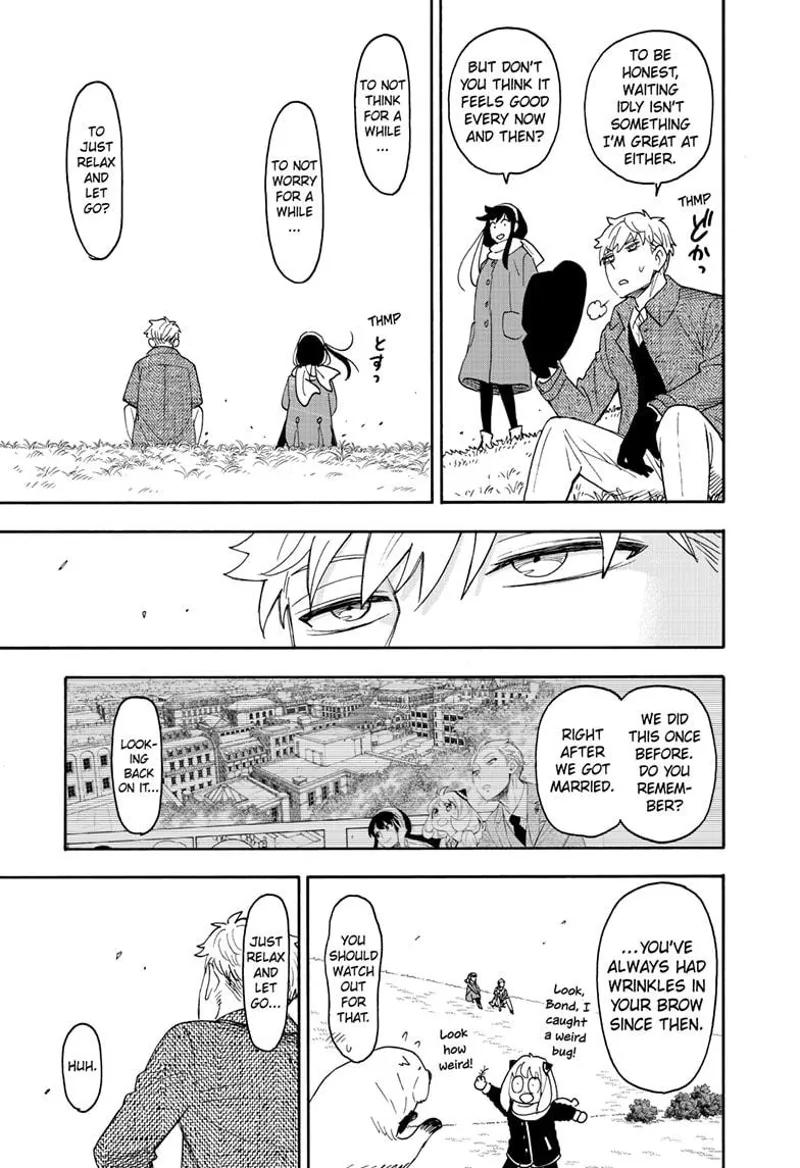 TO BE
HONEST,
WAITING
IDLY ISN'T
SOMETHING
I'M GREAT AT
EITHER.
THMP
どかっ
BUT DON'T
YOU THINK IT
FEELS GOOD
EVERY NOW
AND THEN?
TO NOT
THINK
FOR A
WHILE
...
TO NOT
WORRY
FOR A
WHILE
...
TO
JUST
RELAX
AND
LET
GO?
THMP
とすっ
WE DID
THIS ONCE
BEFORE.
DO YOU
REMEM-
BER?
RIGHT
AFTER
WE GOT
MARRIED.
LOOK-
ING
BACK
ON IT...
...YOU'VE
ALWAYS HAD
WRINKLES IN
YOUR BROW
SINCE THEN.
Look,
Bond, I
caught
a weird
bug!
Look
how
weird!
YOU
SHOULD
WATCH
OUT
FOR
THAT.
JUST
RELAX
AND
LET
GO...
HUH.